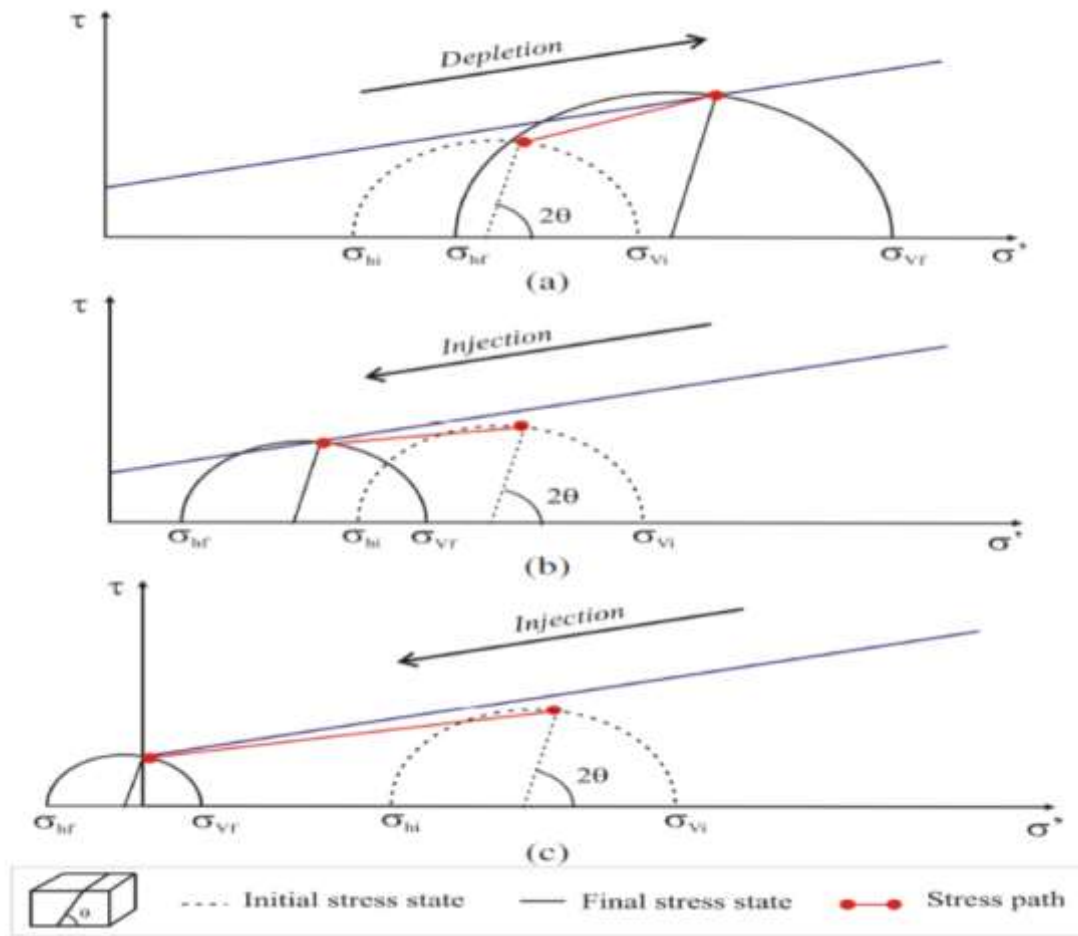 τ
Depletion
2θ
σhi σhf σVi σVf σ'
(a)
τ
Injection
2θ
σhf σhi σVf σVi σ'
(b)
τ
Injection
2θ
σhf σVf σhi σVi σ'
(c)
θ Initial stress state Final stress state Stress path